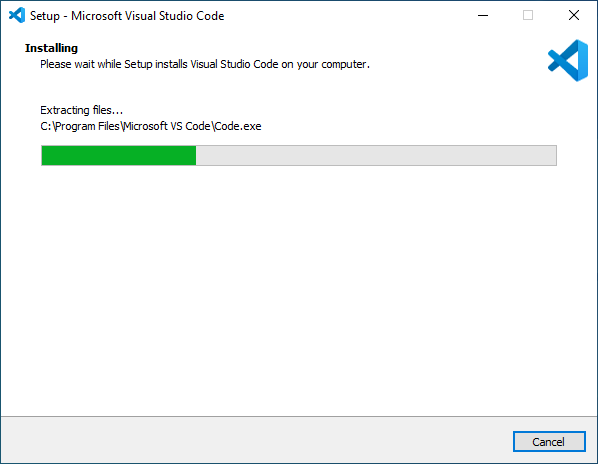 Setup - Microsoft Visual Studio Code
Installing
Please wait while Setup installs Visual Studio Code on your computer.
Extracting files...
C:\Program Files\Microsoft VS Code\Code.exe
Cancel